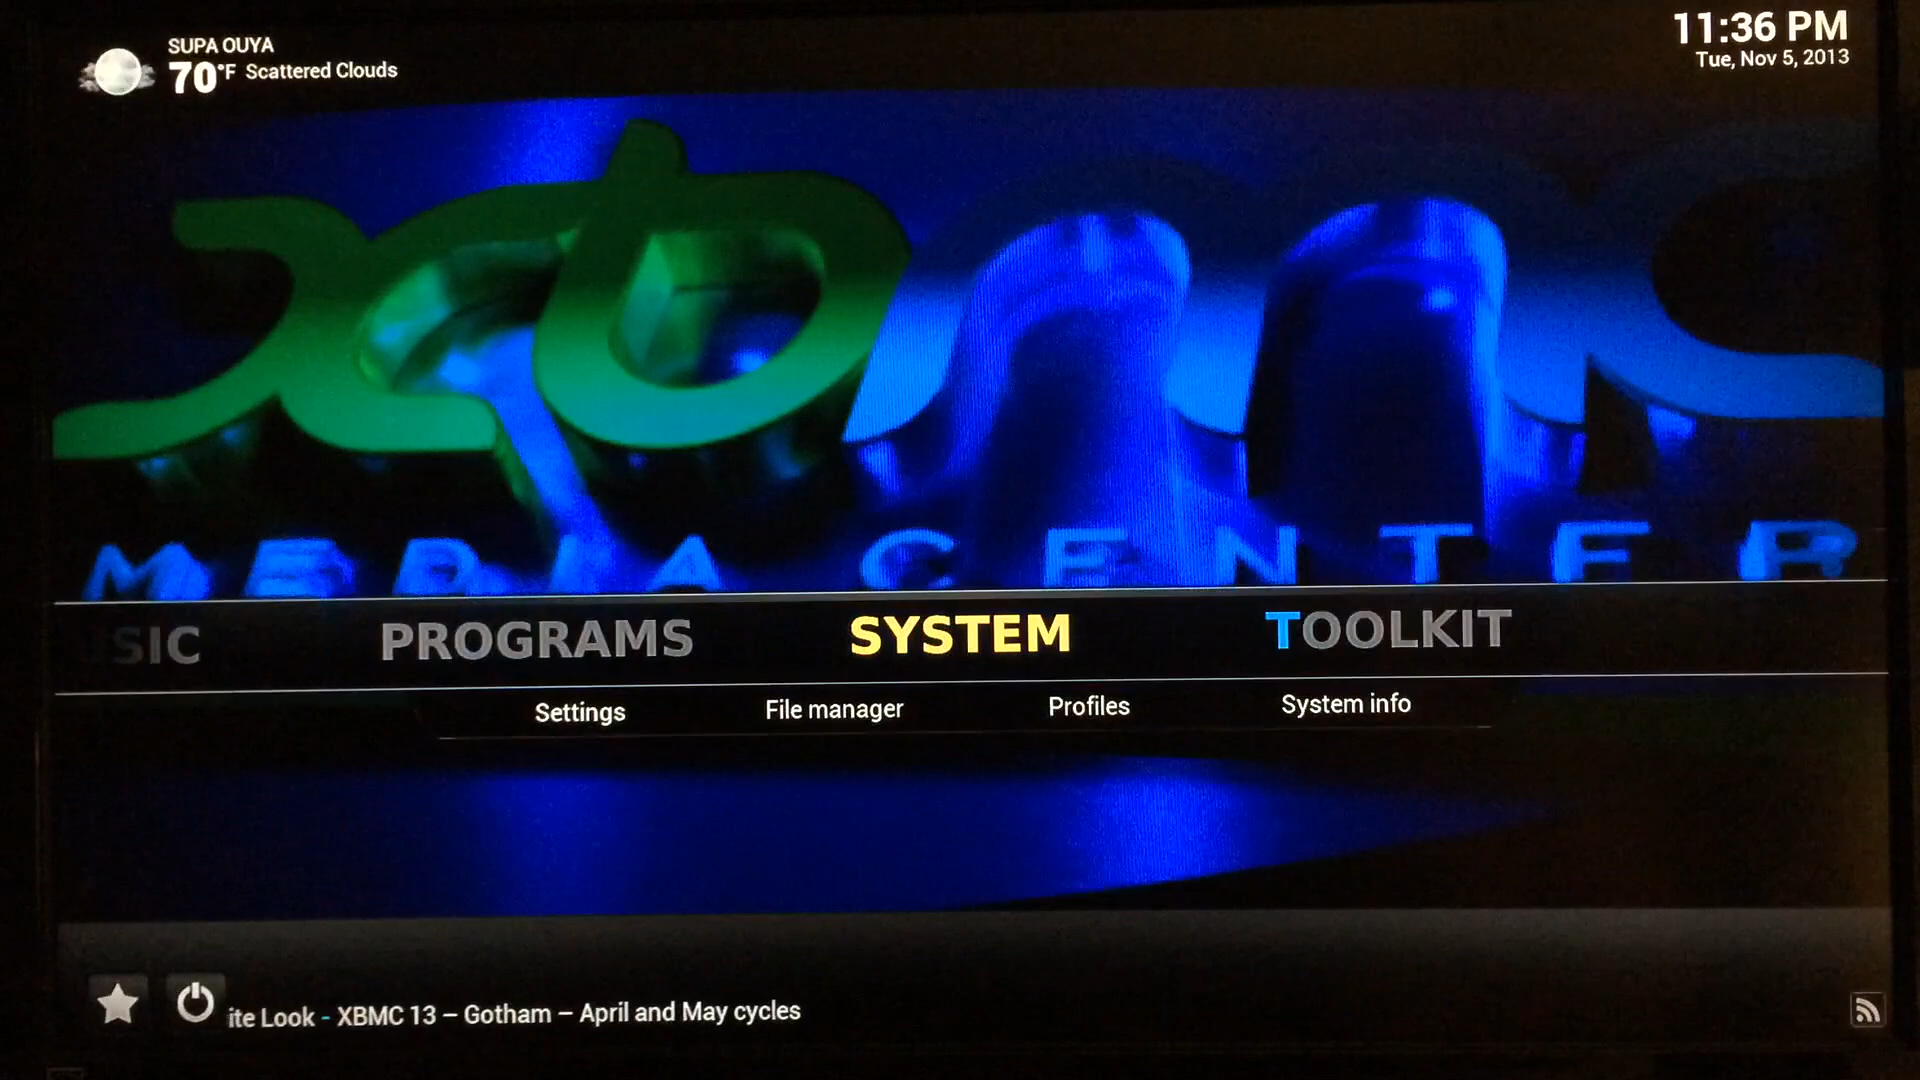 SUPA OUYA
70°F Scattered Clouds
11:36 PM
Tue, Nov 5, 2013
xbmc
MEDIA CENTER
SIC PROGRAMS SYSTEM TOOLKIT
Settings File manager Profiles System info
ite Look - XBMC 13 – Gotham – April and May cycles